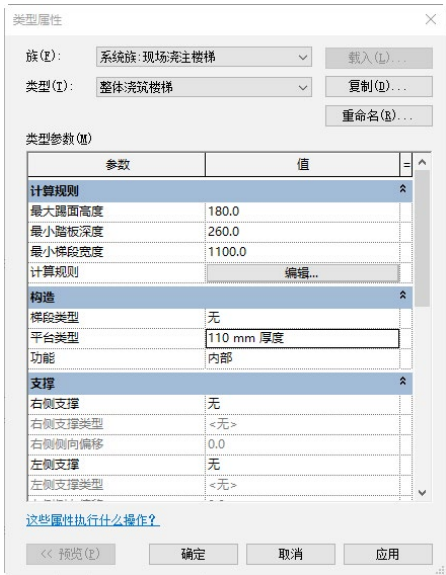 类型属性
族(F): 系统族:现场浇注楼梯 载入(L)...
类型(T): 整体浇筑楼梯 复制(D)...
重命名(R)...
类型参数(M)
参数 值 =
计算规则
最大踢面高度 180.0
最小踏板深度 260.0
最小梯段宽度 1100.0
计算规则 编辑...
构造
梯段类型 无
平台类型 110 mm 厚度
功能 内部
支撑
右侧支撑 无
右侧支撑类型 <无>
右侧侧向偏移 0.0
左侧支撑 无
左侧支撑类型 <无>
这些属性执行什么操作?
<< 预览(P) 确定 取消 应用